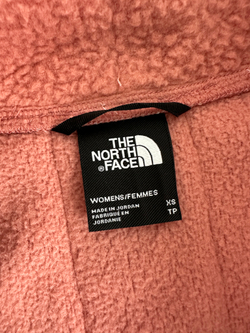 THE
NORTH
FACE
WOMENS/FEMMES
MADE IN JORDAN
FABRIQUÉ EN
JORDANIE
XS
TP